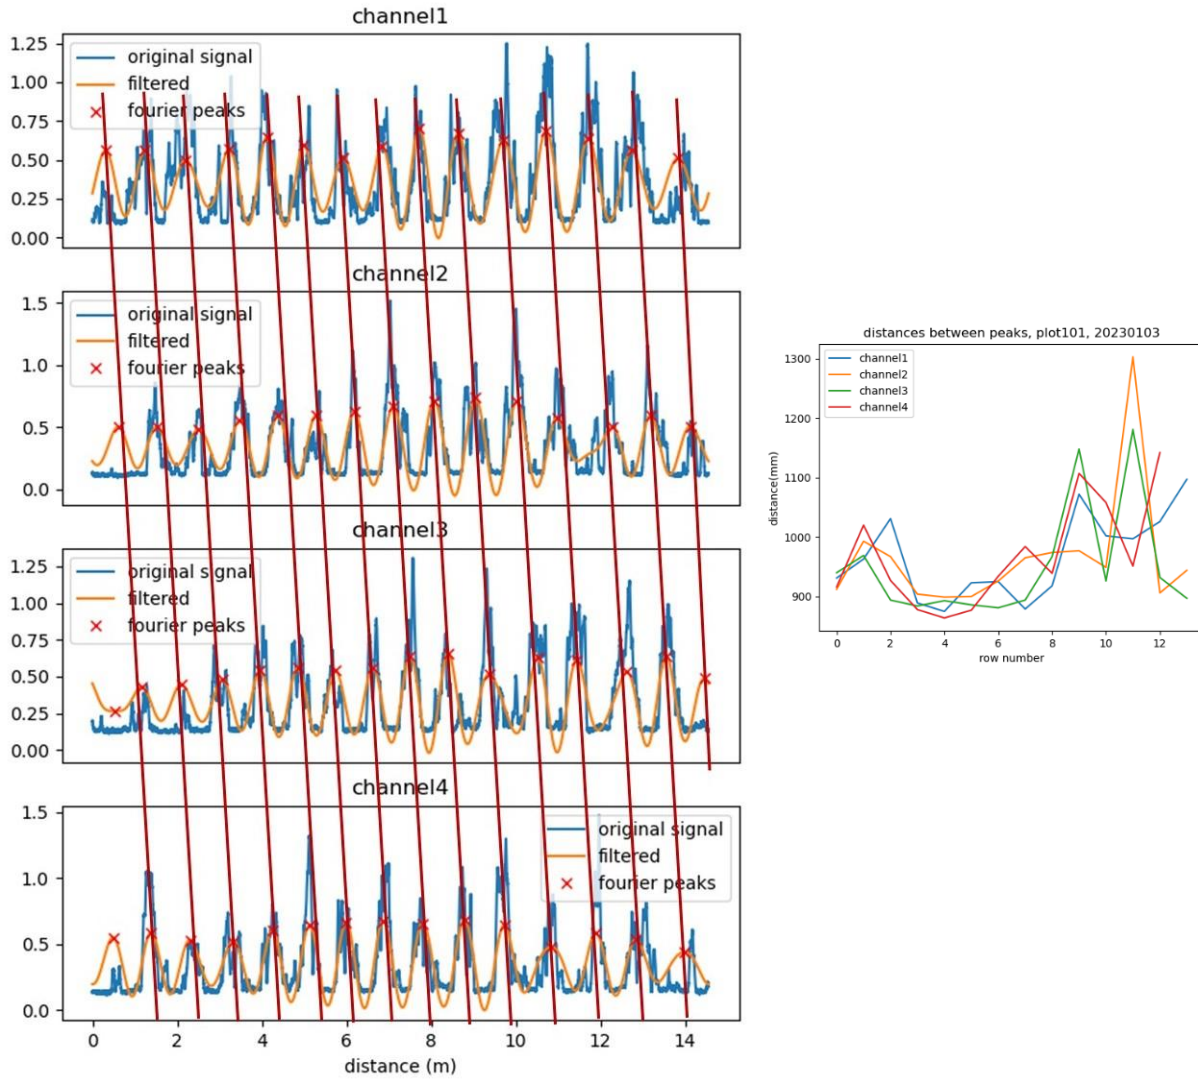 channel1
1.25
1.00
0.75
0.50
0.25
0.00
original signal
filtered
fourier peaks
channel2
1.5
1.0
0.5
0.0
original signal
filtered
fourier peaks
channel3
1.25
1.00
0.75
0.50
0.25
0.00
original signal
filtered
fourier peaks
channel4
1.5
1.0
0.5
0.0
original signal
filtered
fourier peaks
0 2 4 6 8 10 12 14
distance (m)
distances between peaks, plot101, 20230103
1300
1200
1100
1000
900
distance(mm)
channel1
channel2
channel3
channel4
0 2 4 6 8 10 12
row number